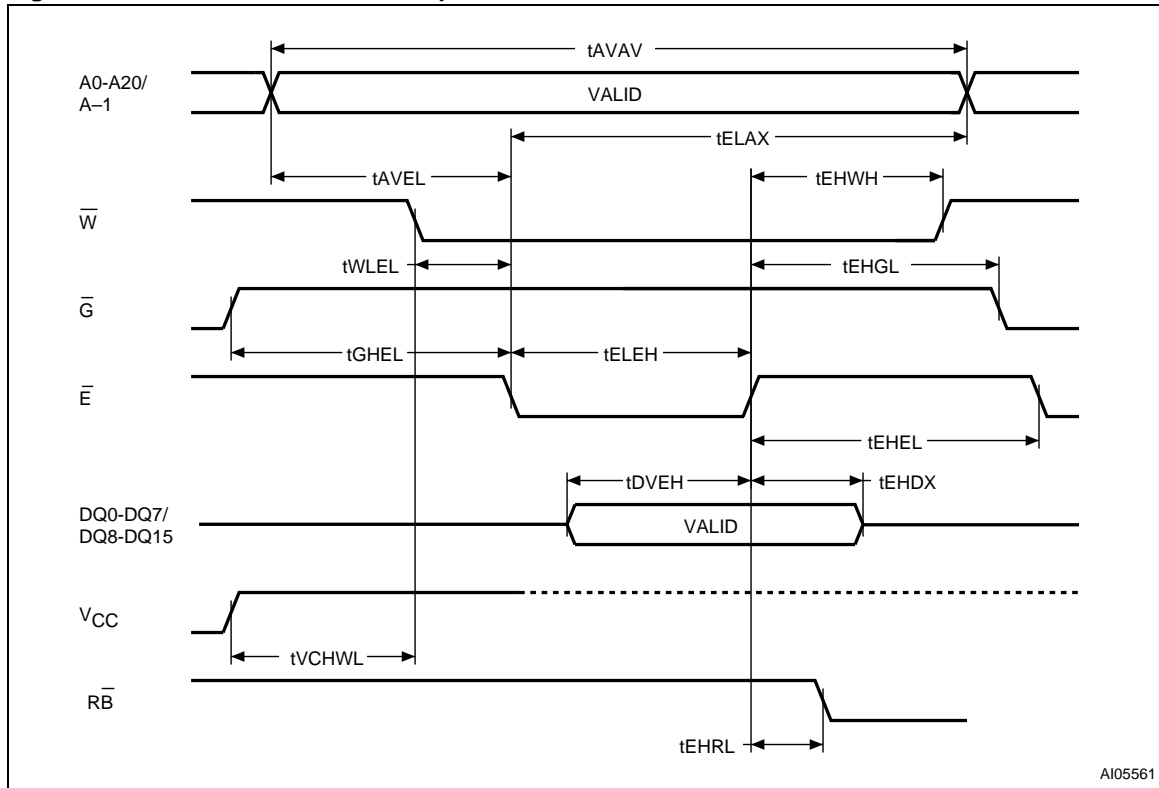 tAVAV
A0-A20/
A–1
VALID
tELAX
tAVEL
tEHWH
W̅
tWLEL
tEHGL
G̅
tGHEL
tELEH
E̅
tEHEL
tDVEH
tEHDX
DQ0-DQ7/
DQ8-DQ15
VALID
VCC
tVCHWL
RB̅
tEHRL
AI05561